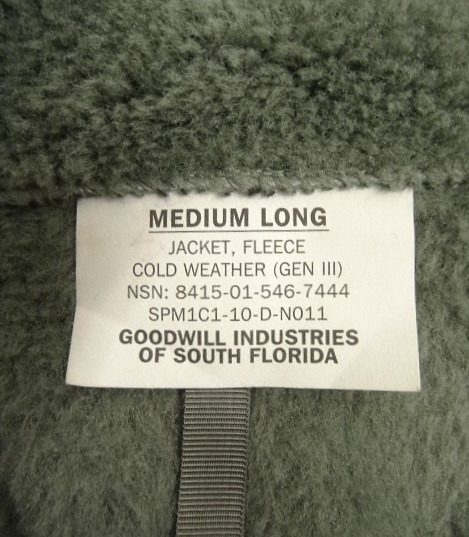 MEDIUM LONG
JACKET, FLEECE
COLD WEATHER (GEN III)
NSN: 8415-01-546-7444
SPM1C1-10-D-N011
GOODWILL INDUSTRIES
OF SOUTH FLORIDA